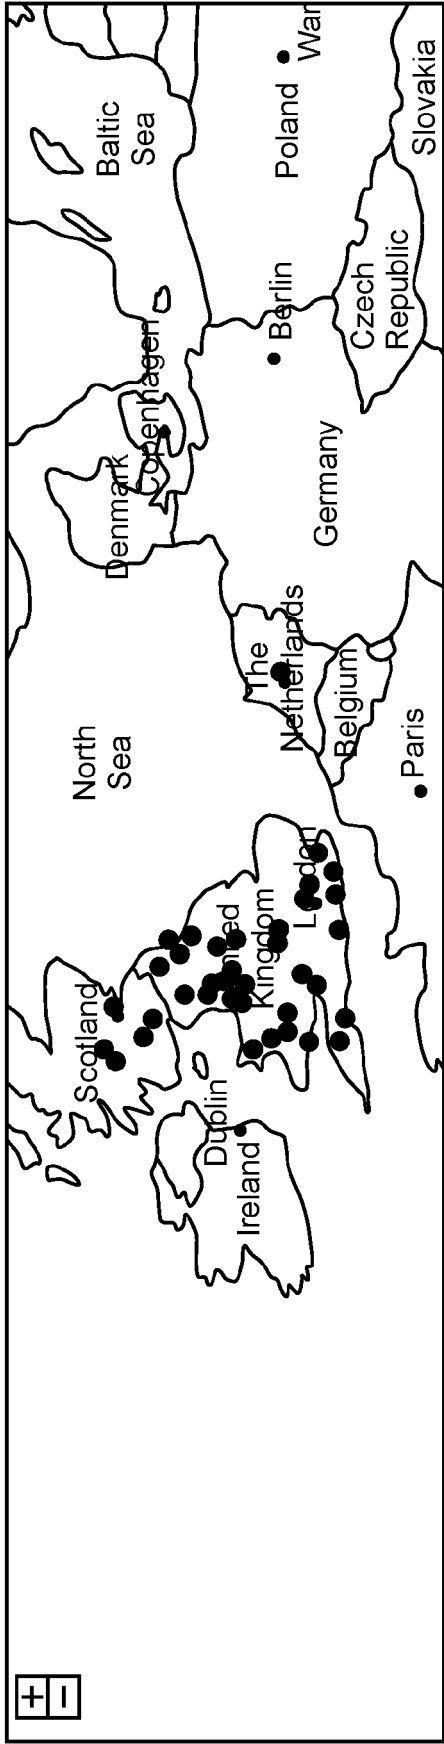 +
−
Scotland
North
Sea
Denmark
Copenhagen
Baltic
Sea
Dublin
Ireland
Kingdom
The
Netherlands
Belgium
Germany
Berlin
Poland
Czech
Republic
Paris
Slovakia